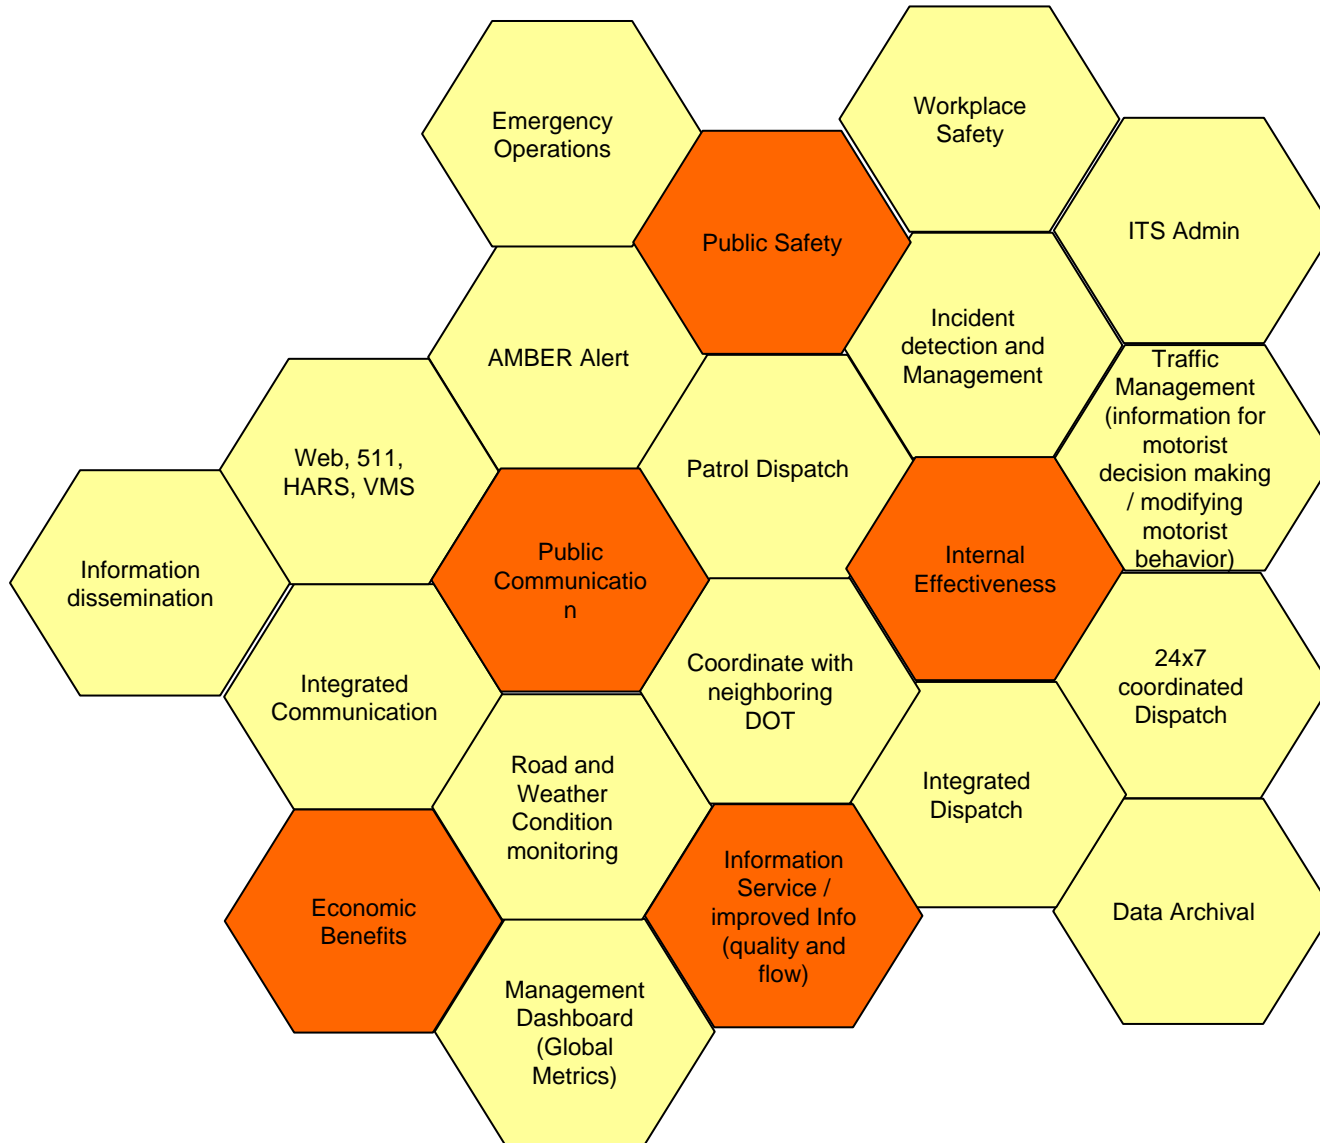 Emergency
Operations
Workplace
Safety
Public Safety
ITS Admin
AMBER Alert
Incident
detection and
Management
Traffic
Management
(information for
motorist
decision making
/ modifying
motorist
behavior)
Web, 511,
HARS, VMS
Patrol Dispatch
Information
dissemination
Public
Communicatio
n
Internal
Effectiveness
Integrated
Communication
Coordinate with
neighboring
DOT
24x7
coordinated
Dispatch
Road and
Weather
Condition
monitoring
Integrated
Dispatch
Economic
Benefits
Information
Service /
improved Info
(quality and
flow)
Data Archival
Management
Dashboard
(Global
Metrics)